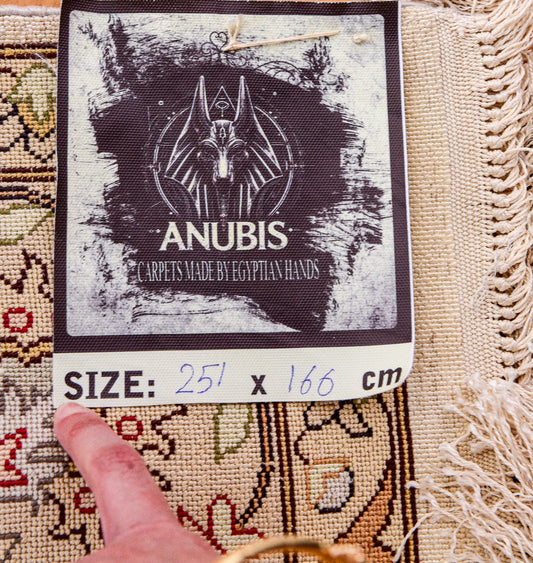 ANUBIS
CARPETS MADE BY EGYPTIAN HANDS
SIZE: 251 x 166 cm